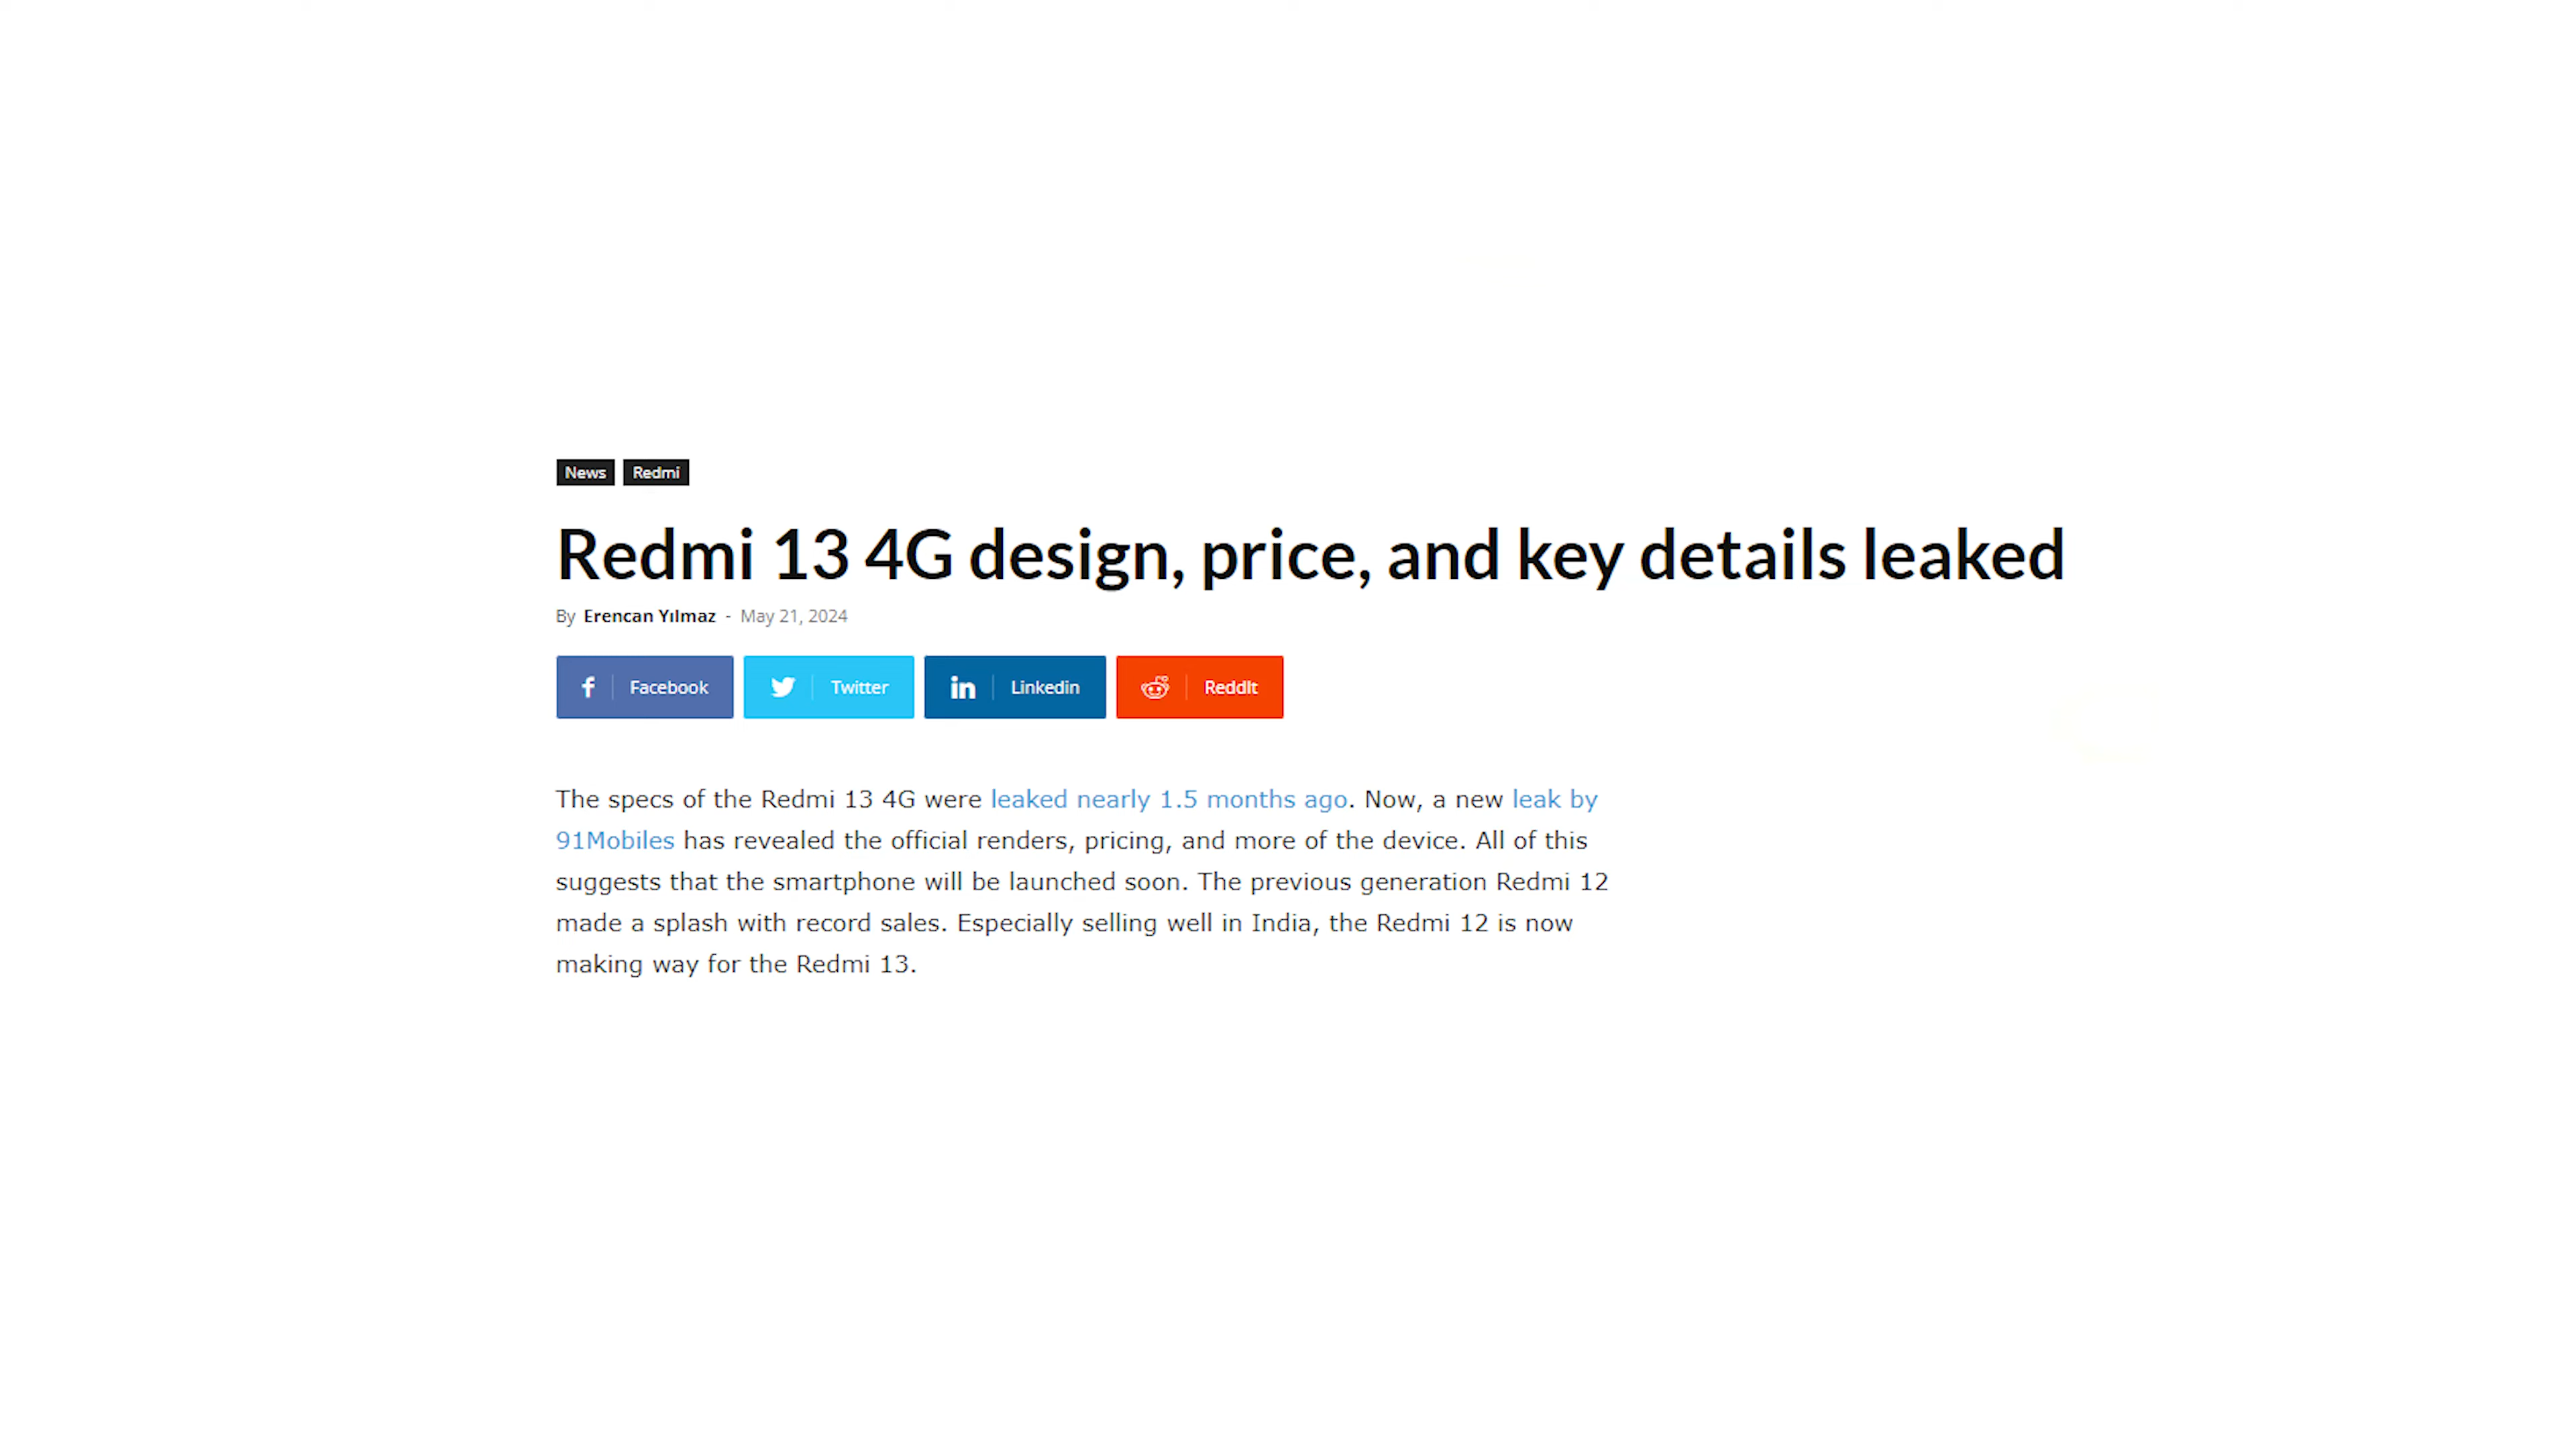 News Redmi
Redmi 13 4G design, price, and key details leaked
By Erencan Yılmaz - May 21, 2024
Facebook Twitter Linkedin ReddIt
The specs of the Redmi 13 4G were leaked nearly 1.5 months ago. Now, a new leak by
91Mobiles has revealed the official renders, pricing, and more of the device. All of this
suggests that the smartphone will be launched soon. The previous generation Redmi 12
made a splash with record sales. Especially selling well in India, the Redmi 12 is now
making way for the Redmi 13.